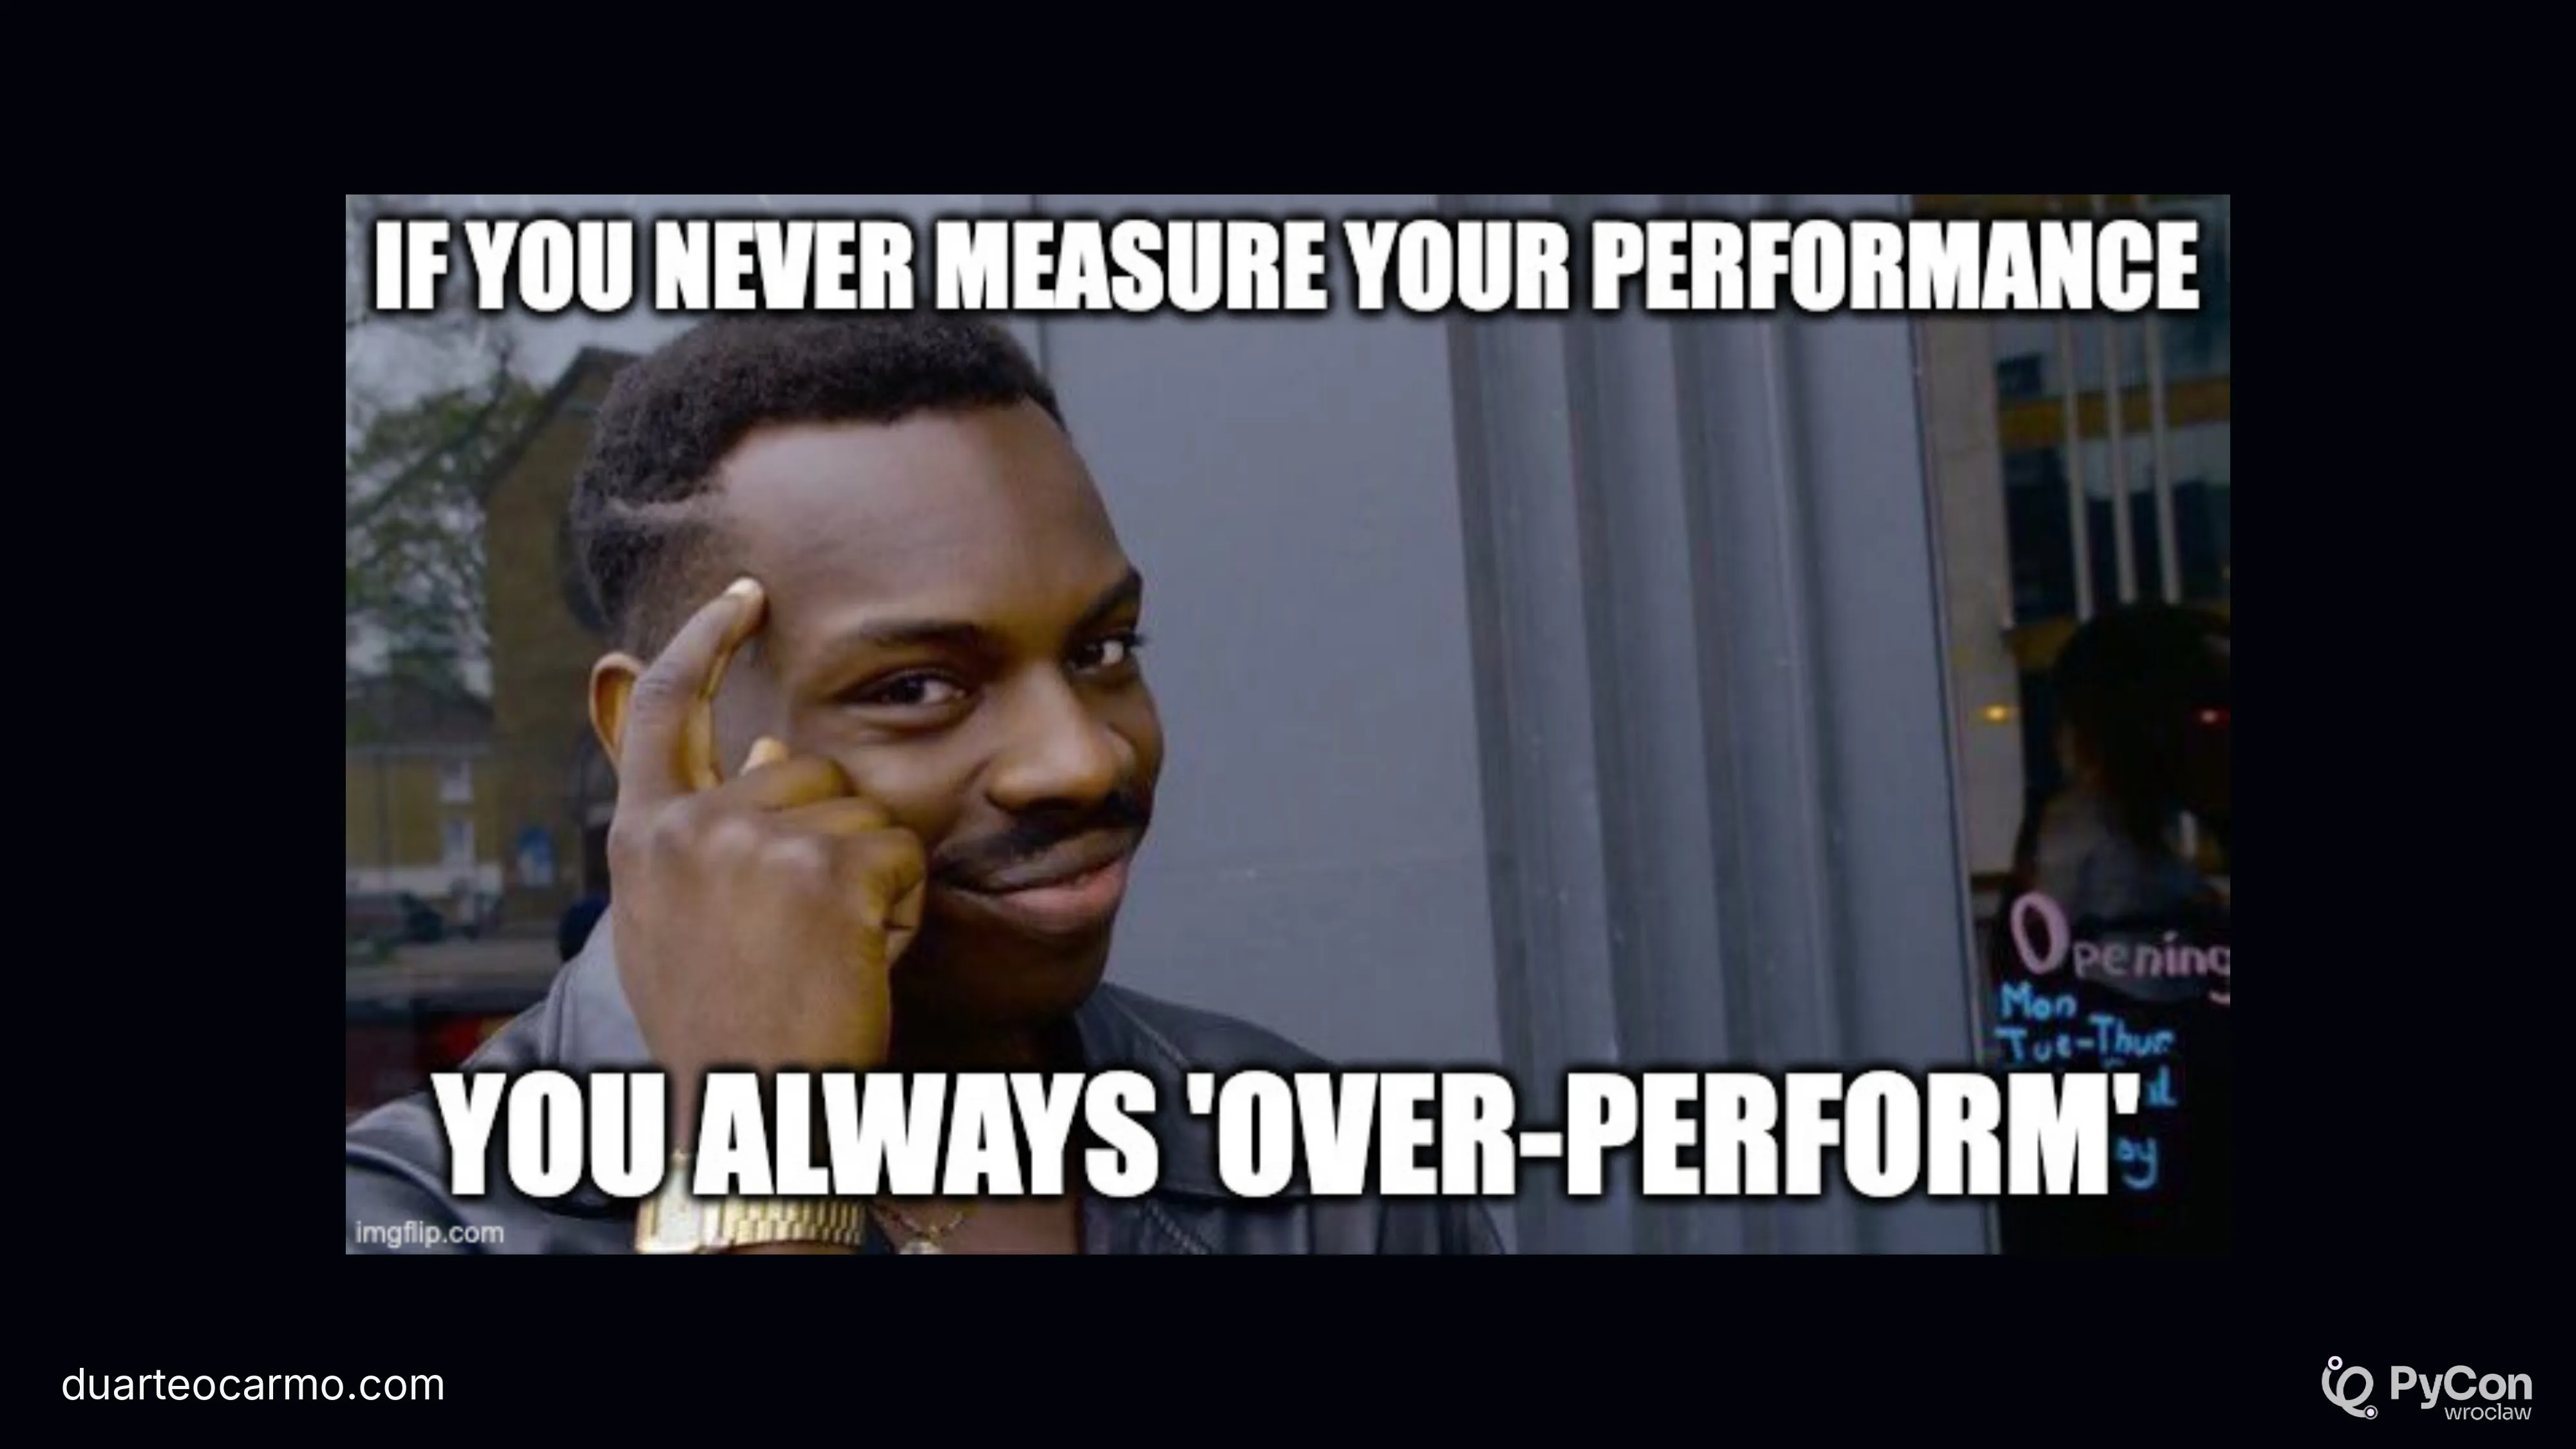 IF YOU NEVER MEASURE YOUR PERFORMANCE
Opening
Mon
Tue-Thur
YOU ALWAYS 'OVER-PERFORM'
imgflip.com
duarteocarmo.com
PyCon
wroclaw